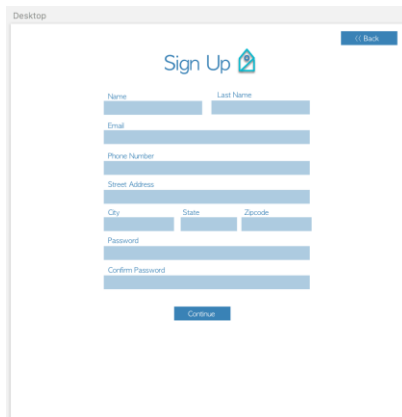 Desktop
<< Back
Sign Up
Name Last Name
Email
Phone Number
Street Address
City State Zipcode
Password
Confirm Password
Continue